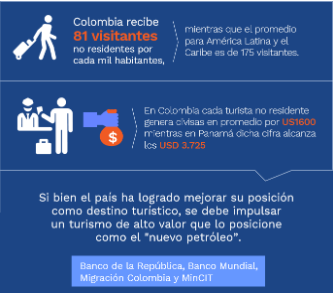 Colombia recibe
81 visitantes
no residentes por
cada mil habitantes,
mientras que el promedio
para América Latina y el
Caribe es de 175 visitantes.
En Colombia cada turista no residente
genera divisas en promedio por US1600
mientras en Panamá dicha cifra alcanza
los USD 3.725
$
Si bien el país ha logrado mejorar su posición
como destino turístico, se debe impulsar
un turismo de alto valor que lo posicione
como el "nuevo petróleo".
Banco de la República, Banco Mundial,
Migración Colombia y MinCIT